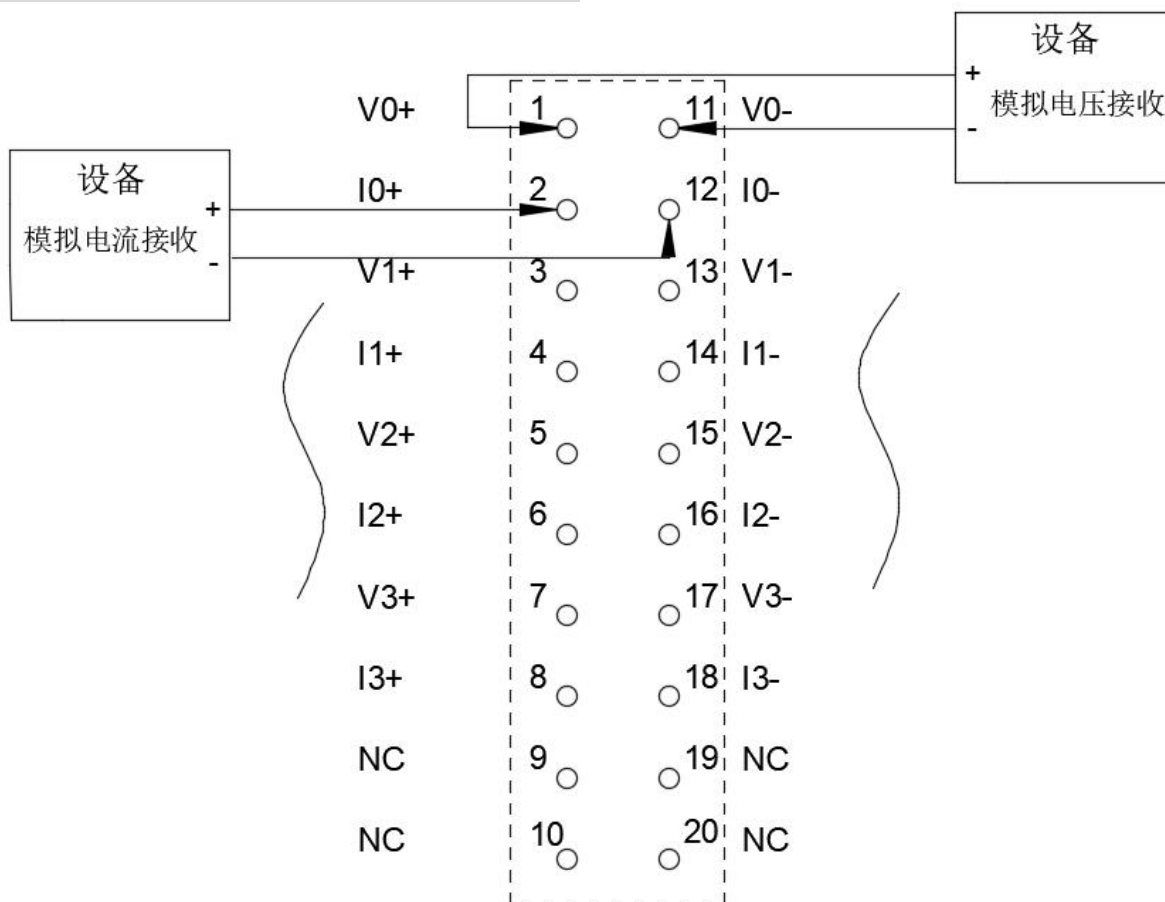 设备
+
模拟电压接收
-
V0+ 1 11 V0-
设备
+
模拟电流接收
-
I0+ 2 12 I0-
V1+ 3 13 V1-
I1+ 4 14 I1-
V2+ 5 15 V2-
I2+ 6 16 I2-
V3+ 7 17 V3-
I3+ 8 18 I3-
NC 9 19 NC
NC 10 20 NC